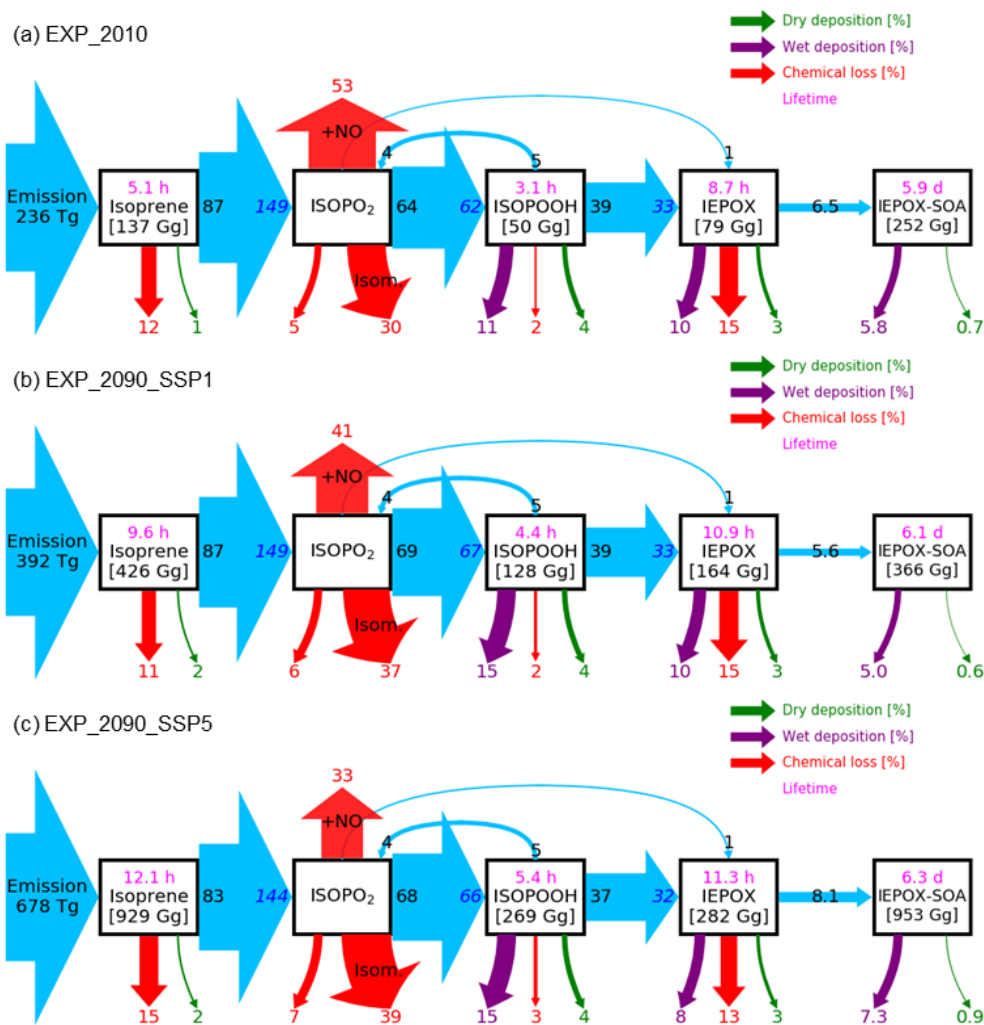 (a) EXP_2010
Dry deposition [%]
Wet deposition [%]
Chemical loss [%]
Lifetime
53
+NO
4
5
1
Emission
236 Tg
5.1 h
Isoprene
[137 Gg]
87
149
ISOPO2
64
62
3.1 h
ISOPOOH
[50 Gg]
39
33
8.7 h
IEPOX
[79 Gg]
6.5
5.9 d
IEPOX-SOA
[252 Gg]
Isom.
12
1
5
30
11
2
4
10
15
3
5.8
0.7
(b) EXP_2090_SSP1
Dry deposition [%]
Wet deposition [%]
Chemical loss [%]
Lifetime
41
+NO
4
5
1
Emission
392 Tg
9.6 h
Isoprene
[426 Gg]
87
149
ISOPO2
69
67
4.4 h
ISOPOOH
[128 Gg]
39
33
10.9 h
IEPOX
[164 Gg]
5.6
6.1 d
IEPOX-SOA
[366 Gg]
Isom.
11
2
6
37
15
2
4
10
15
3
5.0
0.6
(c) EXP_2090_SSP5
Dry deposition [%]
Wet deposition [%]
Chemical loss [%]
Lifetime
33
+NO
4
5
1
Emission
678 Tg
12.1 h
Isoprene
[929 Gg]
83
144
ISOPO2
68
66
5.4 h
ISOPOOH
[269 Gg]
37
32
11.3 h
IEPOX
[282 Gg]
8.1
6.3 d
IEPOX-SOA
[953 Gg]
Isom.
15
2
7
39
15
3
4
8
13
3
7.3
0.9